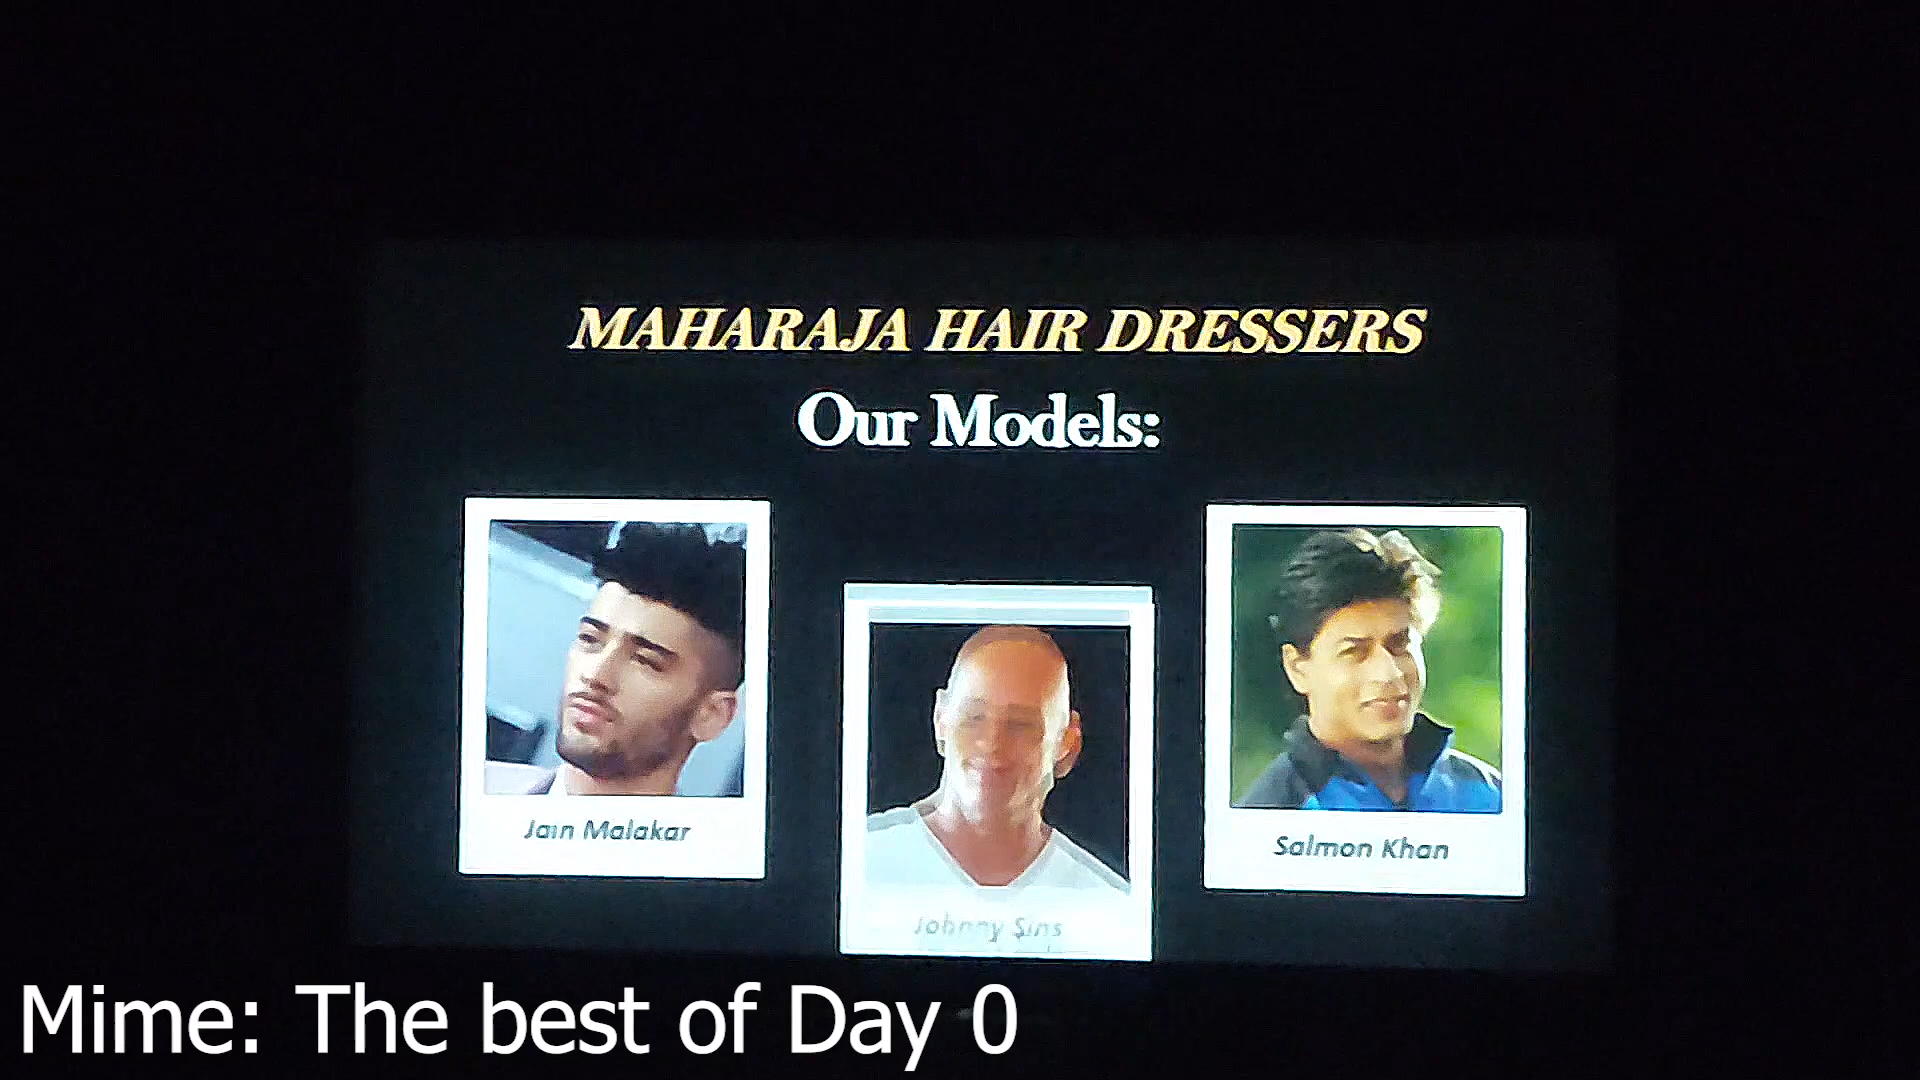 MAHARAJA HAIR DRESSERS
Our Models:
Jain Malakar
Johnny Sins
Salmon Khan
Mime: The best of Day 0